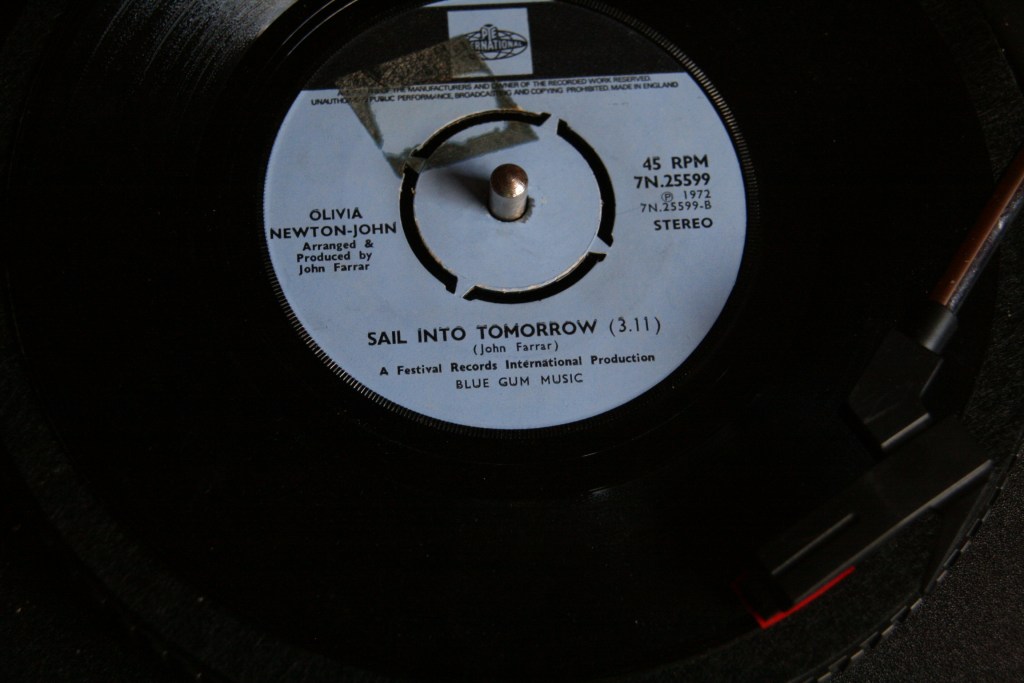 PYE
INTERNATIONAL
OF THE MANUFACTURERS AND OWNER OF THE RECORDED WORK RESERVED.
PUBLIC PERFORMANCE, BROADCASTING AND COPYING PROHIBITED. MADE IN ENGLAND
45 RPM
7N.25599
Ⓟ 1972
7N.25599-B
STEREO
OLIVIA
NEWTON-JOHN
Arranged &
Produced by
John Farrar
SAIL INTO TOMORROW (3.11)
(John Farrar)
A Festival Records International Production
BLUE GUM MUSIC